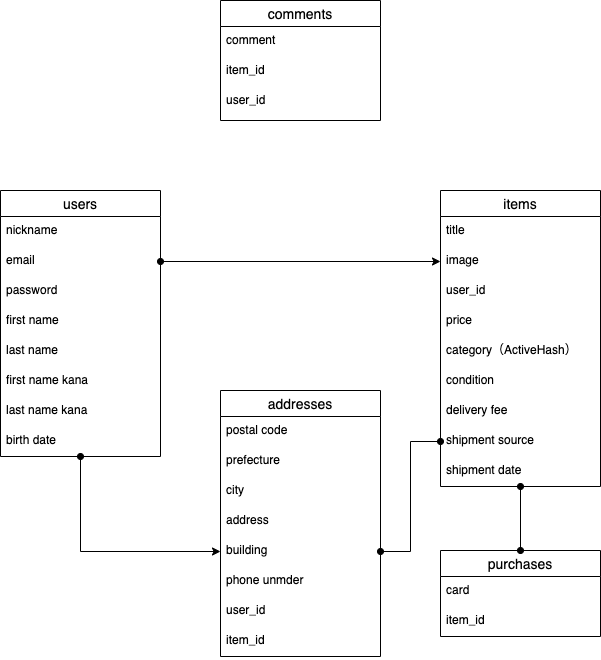 comments
comment
item_id
user_id
users
nickname
email
password
first name
last name
first name kana
last name kana
birth date
items
title
image
user_id
price
category（ActiveHash）
condition
delivery fee
shipment source
shipment date
addresses
postal code
prefecture
city
address
building
phone unmder
user_id
item_id
purchases
card
item_id